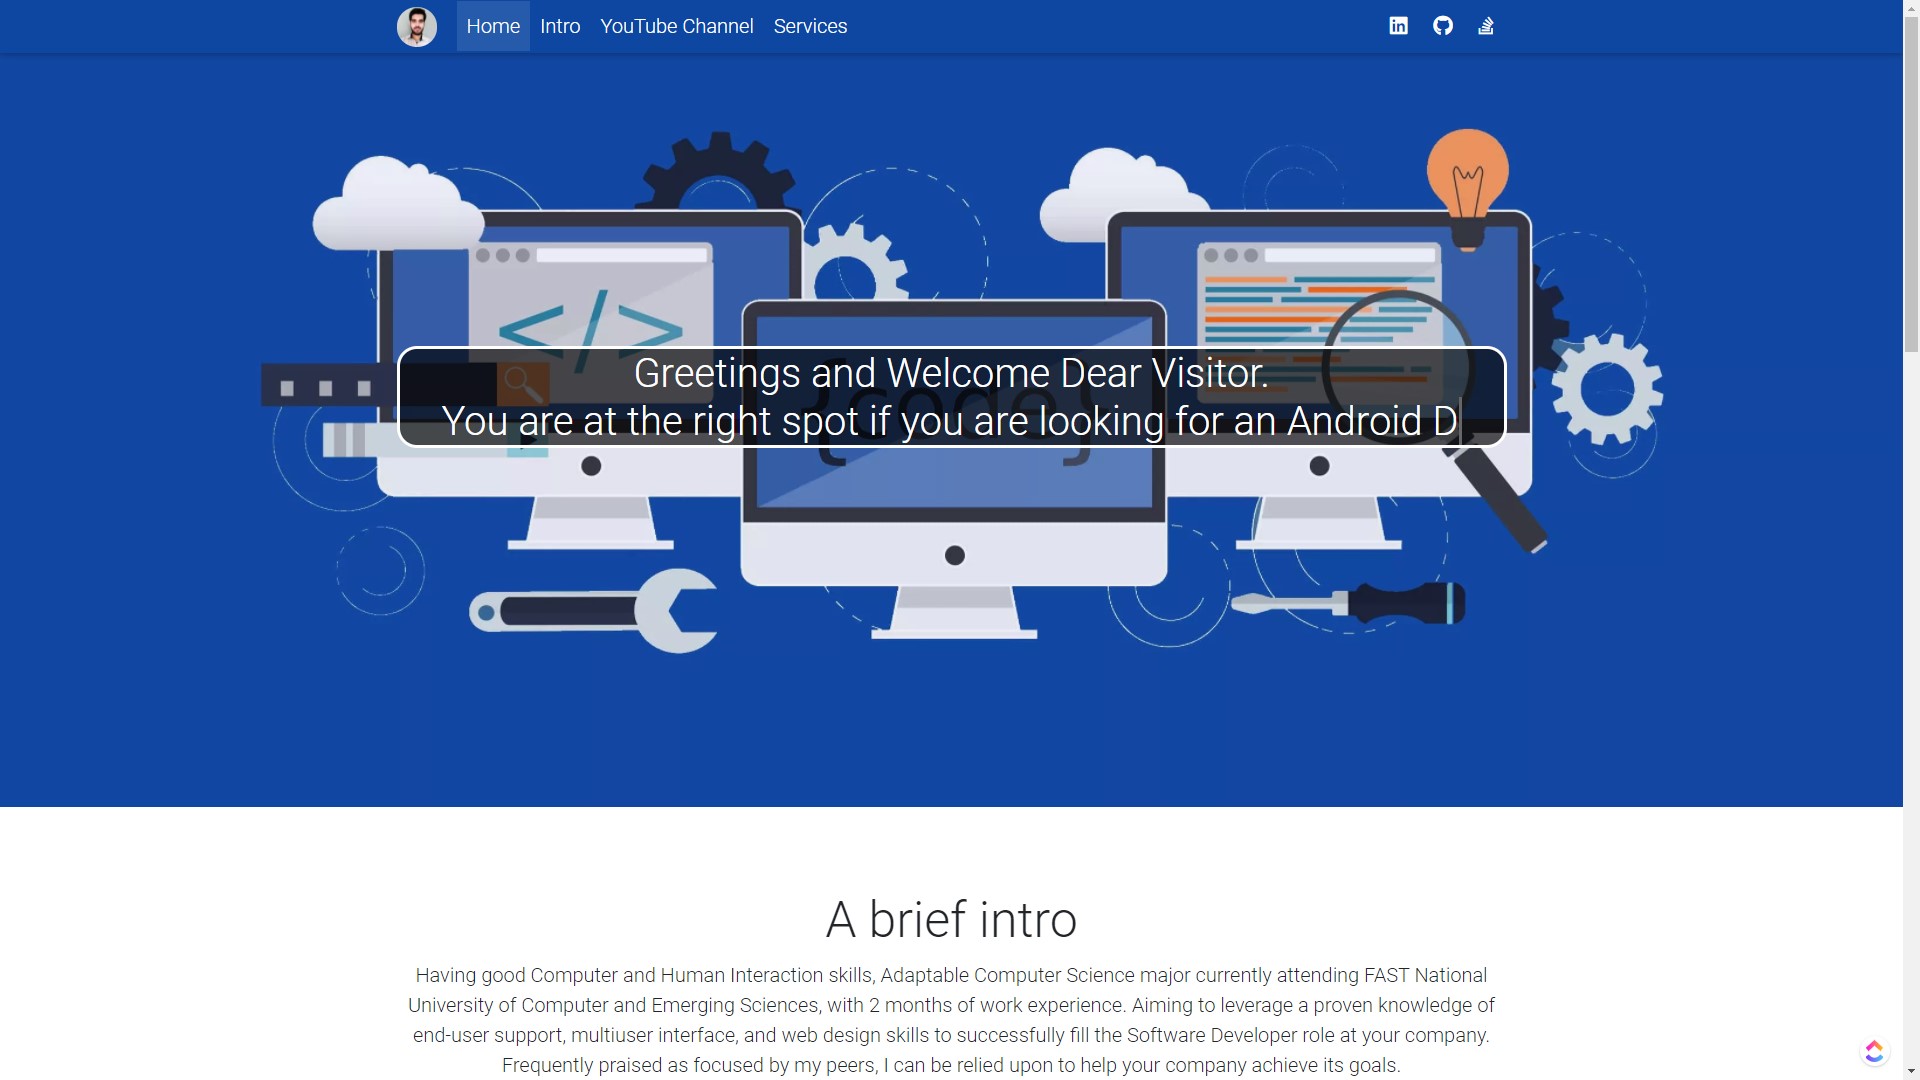 Home Intro YouTube Channel Services
</>
Greetings and Welcome Dear Visitor.
You are at the right spot if you are looking for an Android D
{code}
A brief intro
Having good Computer and Human Interaction skills, Adaptable Computer Science major currently attending FAST National
University of Computer and Emerging Sciences, with 2 months of work experience. Aiming to leverage a proven knowledge of
end-user support, multiuser interface, and web design skills to successfully fill the Software Developer role at your company.
Frequently praised as focused by my peers, I can be relied upon to help your company achieve its goals.